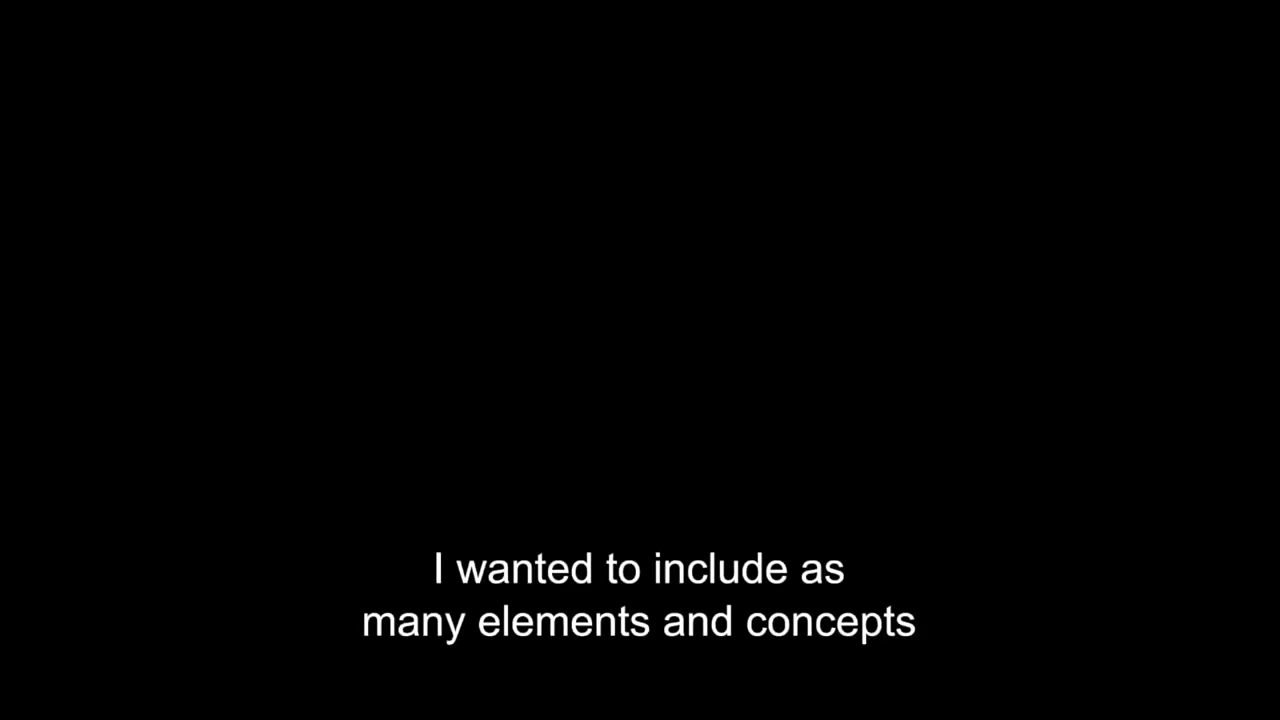 I wanted to include as
many elements and concepts